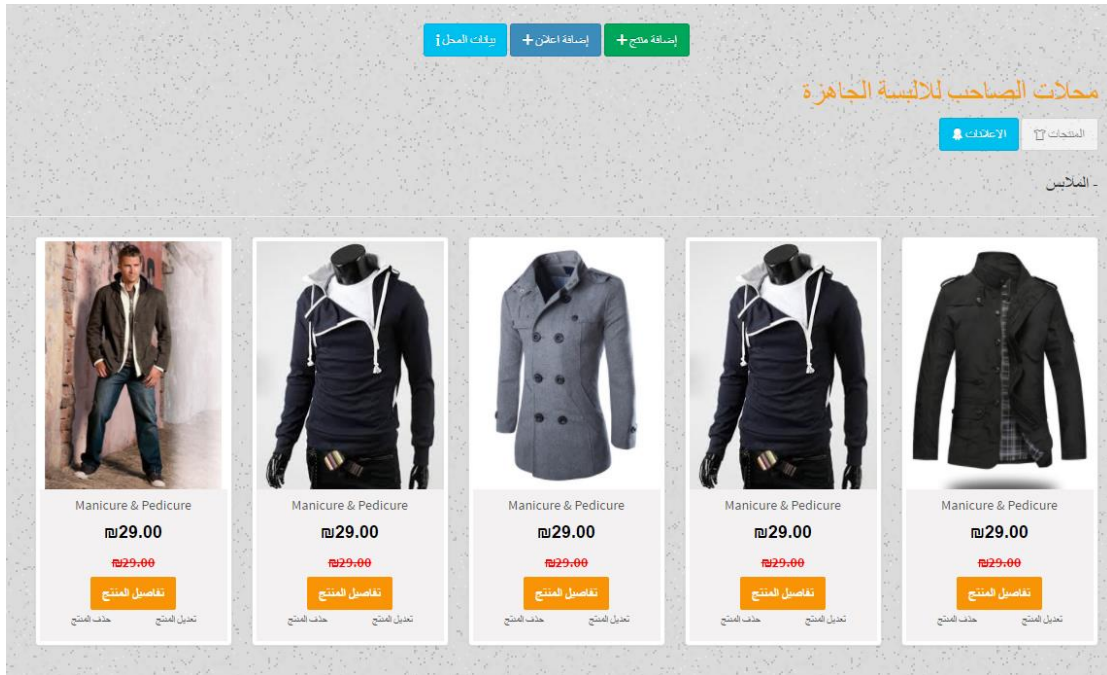 إضافة منتج
إضافة اعلان
بيانات المحل
محلات الصاحب للالبسة الجاهزة
المنتجات
الاعلانات
- الملابس
Manicure & Pedicure
₪29.00
₪29.00
تفاصيل المنتج
تعديل المنتج
حذف المنتج
Manicure & Pedicure
₪29.00
₪29.00
تفاصيل المنتج
تعديل المنتج
حذف المنتج
Manicure & Pedicure
₪29.00
₪29.00
تفاصيل المنتج
تعديل المنتج
حذف المنتج
Manicure & Pedicure
₪29.00
₪29.00
تفاصيل المنتج
تعديل المنتج
حذف المنتج
Manicure & Pedicure
₪29.00
₪29.00
تفاصيل المنتج
تعديل المنتج
حذف المنتج